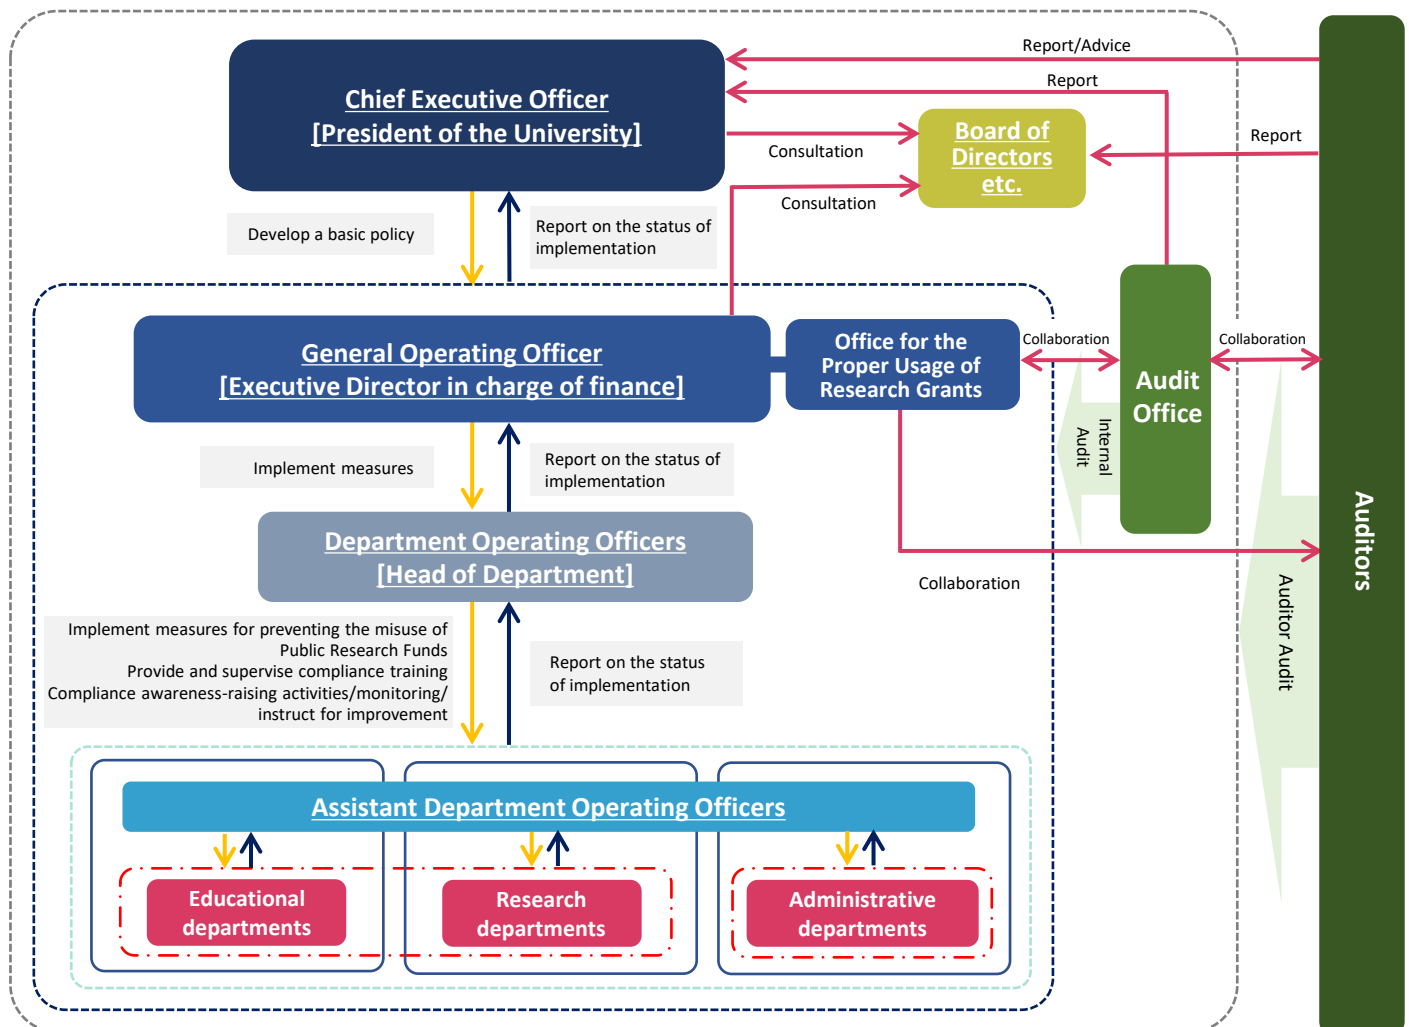 Chief Executive Officer
[President of the University]
Report/Advice
Report
Board of
Directors
etc.
Consultation
Consultation
Report
Develop a basic policy
Report on the status of
implementation
General Operating Officer
[Executive Director in charge of finance]
Office for the
Proper Usage of
Research Grants
Collaboration
Audit
Office
Collaboration
Internal
Audit
Implement measures
Report on the status of
implementation
Department Operating Officers
[Head of Department]
Collaboration
Auditor Audit
Auditors
Implement measures for preventing the misuse of
Public Research Funds
Provide and supervise compliance training
Compliance awareness-raising activities/monitoring/
instruct for improvement
Report on the status
of implementation
Assistant Department Operating Officers
Educational
departments
Research
departments
Administrative
departments